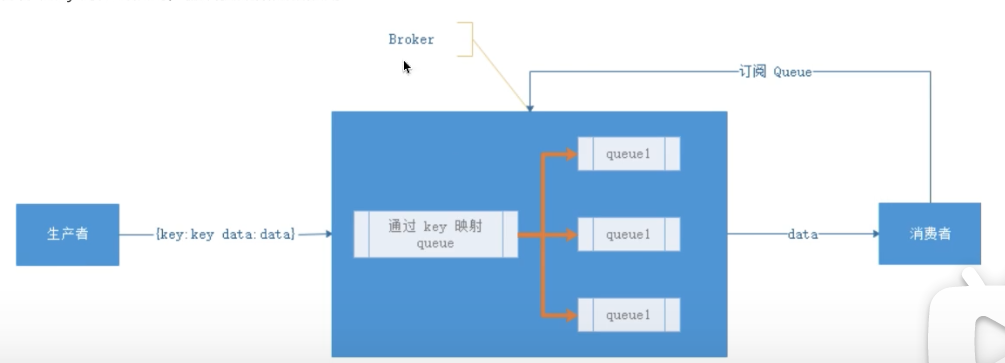 Broker
订阅 Queue
queue1
生产者
{key:key data:data}
通过 key 映射
queue
queue1
data
消费者
queue1